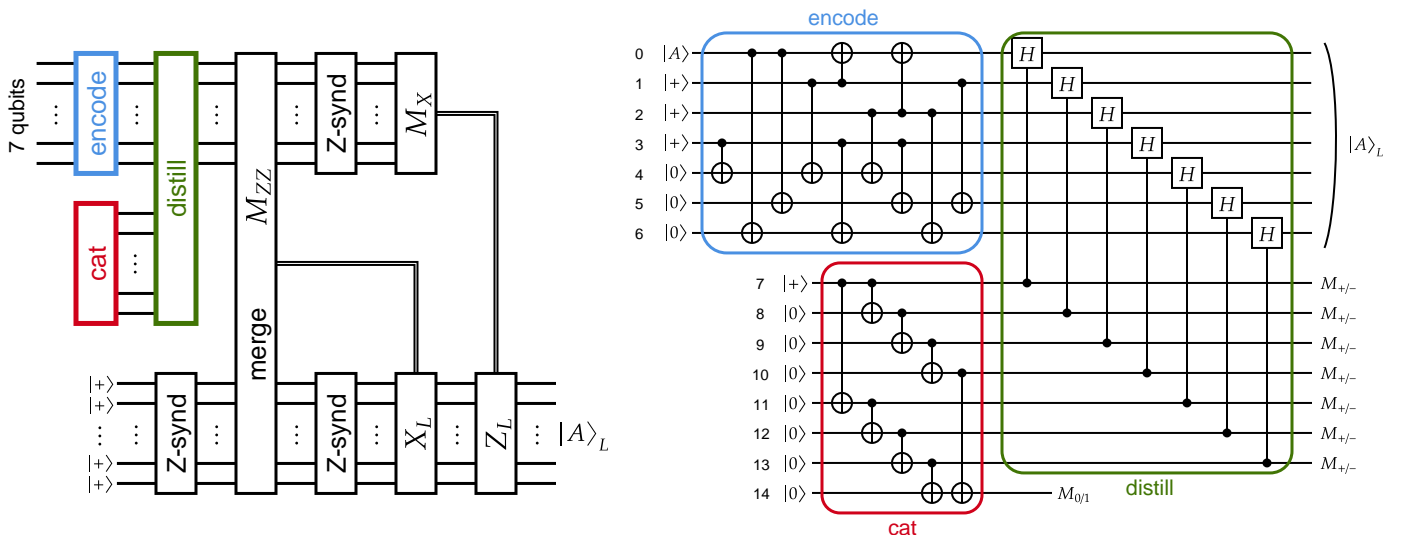 7 qubits
encode
distill
cat
M_ZZ
merge
Z-synd
M_X
|+⟩
|+⟩
|+⟩
|+⟩
Z-synd
Z-synd
X_L
Z_L
|A⟩_L
encode
0 |A⟩ H
1 |+⟩ H
2 |+⟩ H
3 |+⟩ H
4 |0⟩ H
5 |0⟩ H
6 |0⟩ H
|A⟩_L
7 |+⟩ M_+/−
8 |0⟩ M_+/−
9 |0⟩ M_+/−
10 |0⟩ M_+/−
11 |0⟩ M_+/−
12 |0⟩ M_+/−
13 |0⟩ M_+/−
14 |0⟩ M_0/1
distill
cat